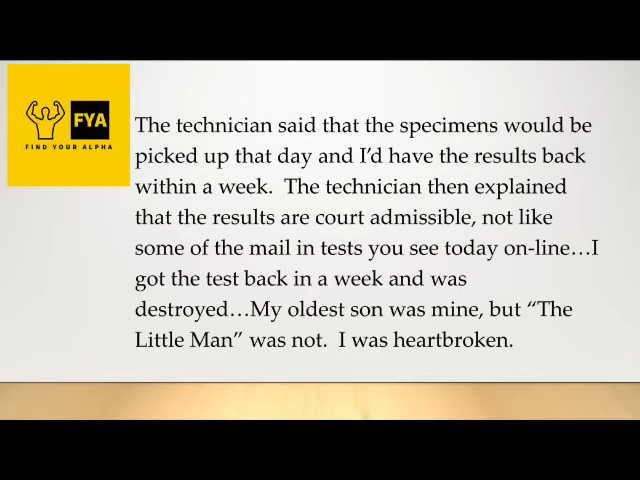 FYA
FIND YOUR ALPHA
The technician said that the specimens would be
picked up that day and I’d have the results back
within a week.  The technician then explained
that the results are court admissible, not like
some of the mail in tests you see today on-line…I
got the test back in a week and was
destroyed…My oldest son was mine, but “The
Little Man” was not.  I was heartbroken.